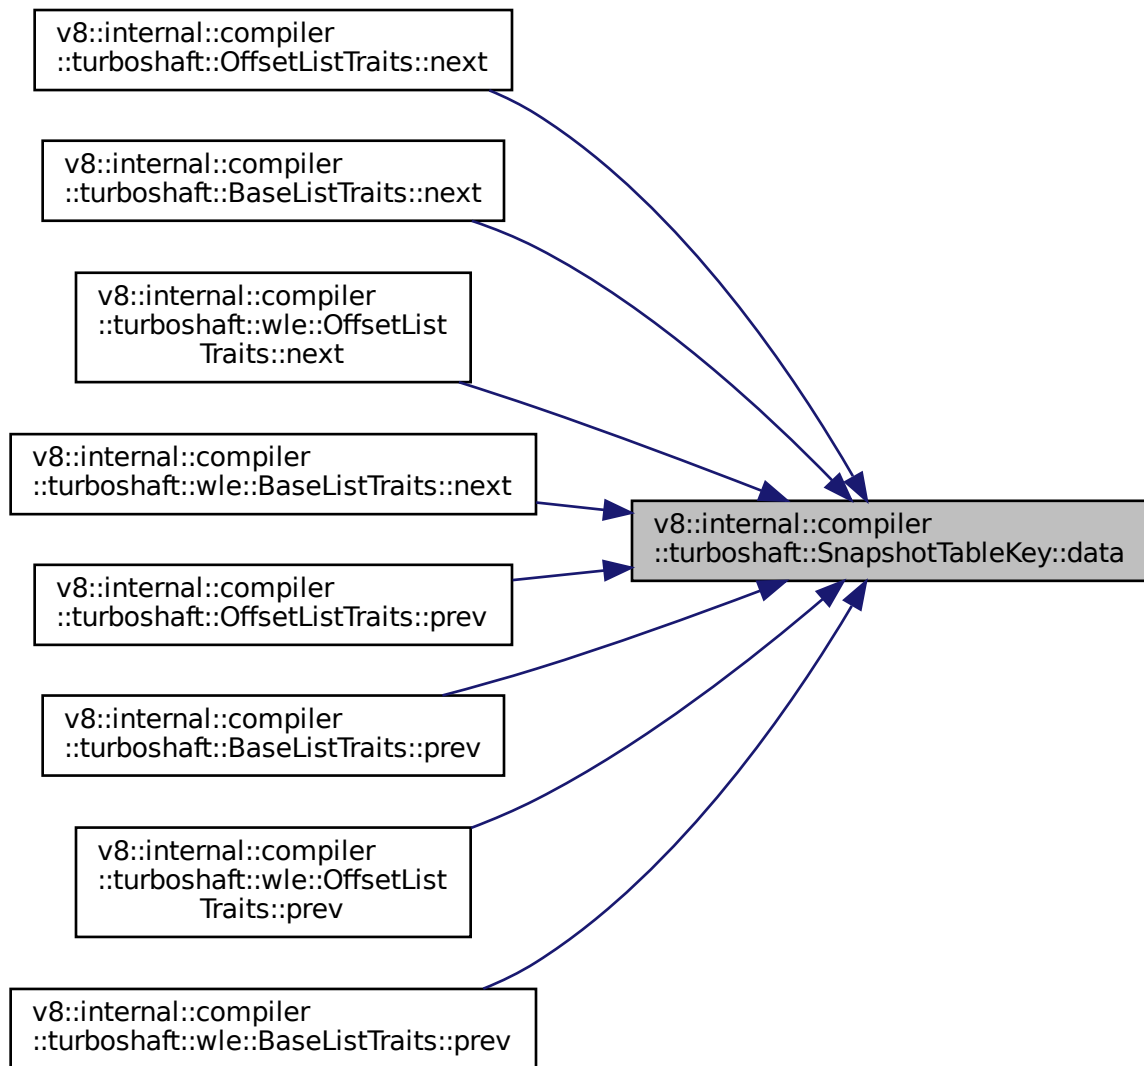 v8::internal::compiler
::turboshaft::OffsetListTraits::next
v8::internal::compiler
::turboshaft::BaseListTraits::next
v8::internal::compiler
::turboshaft::wle::OffsetList
Traits::next
v8::internal::compiler
::turboshaft::wle::BaseListTraits::next
v8::internal::compiler
::turboshaft::SnapshotTableKey::data
v8::internal::compiler
::turboshaft::OffsetListTraits::prev
v8::internal::compiler
::turboshaft::BaseListTraits::prev
v8::internal::compiler
::turboshaft::wle::OffsetList
Traits::prev
v8::internal::compiler
::turboshaft::wle::BaseListTraits::prev